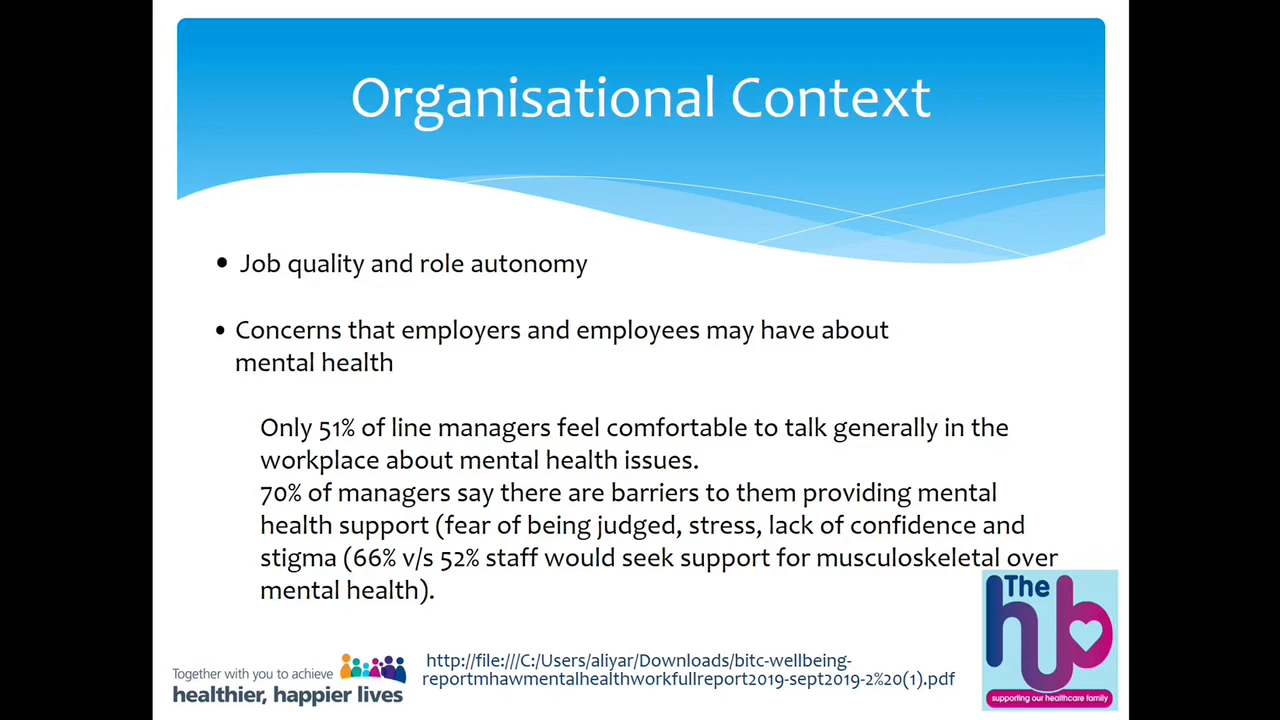 Organisational Context
• Job quality and role autonomy
• Concerns that employers and employees may have about
mental health
Only 51% of line managers feel comfortable to talk generally in the
workplace about mental health issues.
70% of managers say there are barriers to them providing mental
health support (fear of being judged, stress, lack of confidence and
stigma (66% v/s 52% staff would seek support for musculoskeletal over
mental health).
The
hub
supporting our healthcare family
Together with you to achieve
healthier, happier lives
http://file:///C:/Users/aliyar/Downloads/bitc-wellbeing-
reportmhawmentalhealthworkfullreport2019-sept2019-2%20(1).pdf